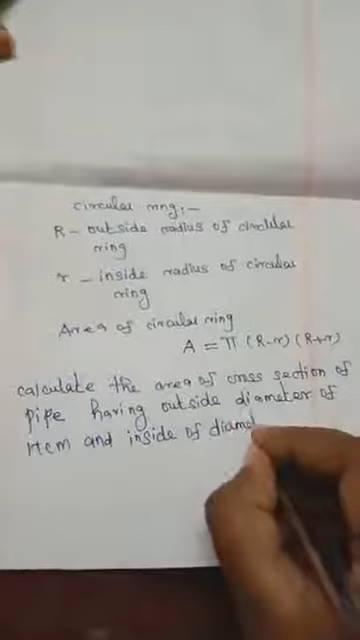 circular ring:-
R - outside radius of circular
ring
r - inside radius of circular
ring
Area of circular ring
A = π (R-r) (R+r)
calculate the area of cross section of
pipe having outside diameter of
and inside of diamet